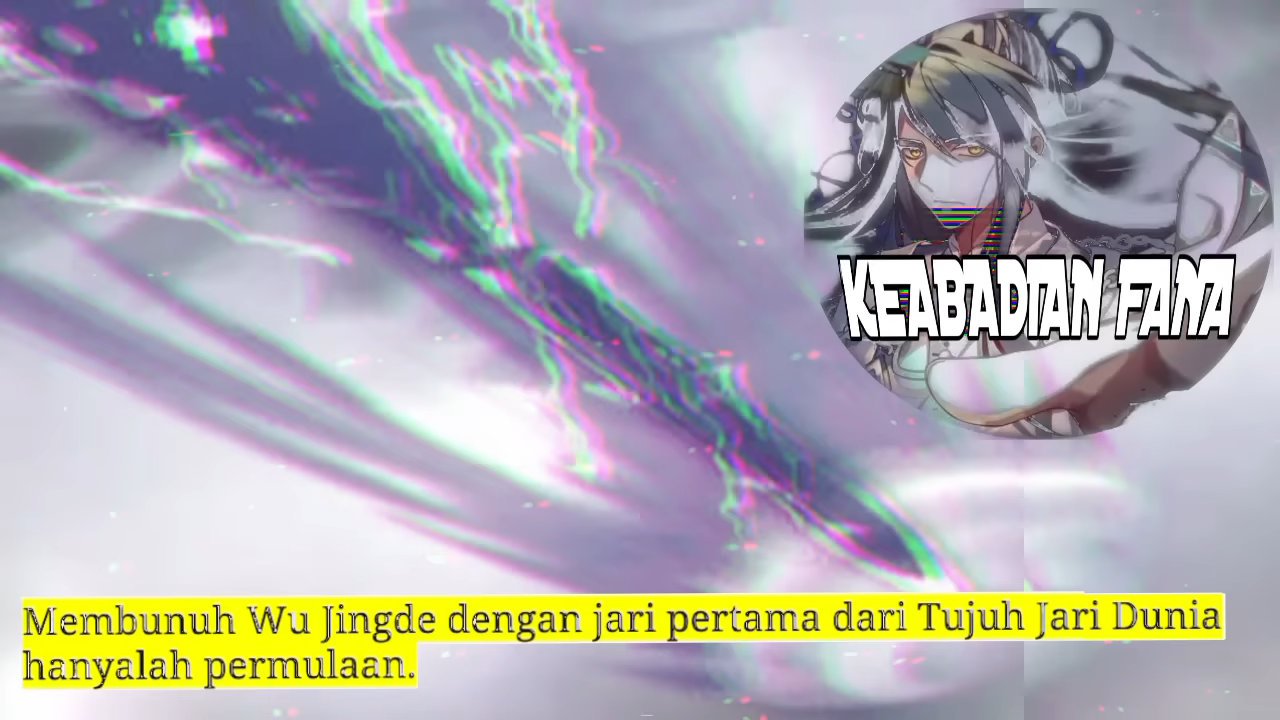 KEABADIAN FANA
Membunuh Wu Jingde dengan jari pertama dari Tujuh Jari Dunia
hanyalah permulaan.